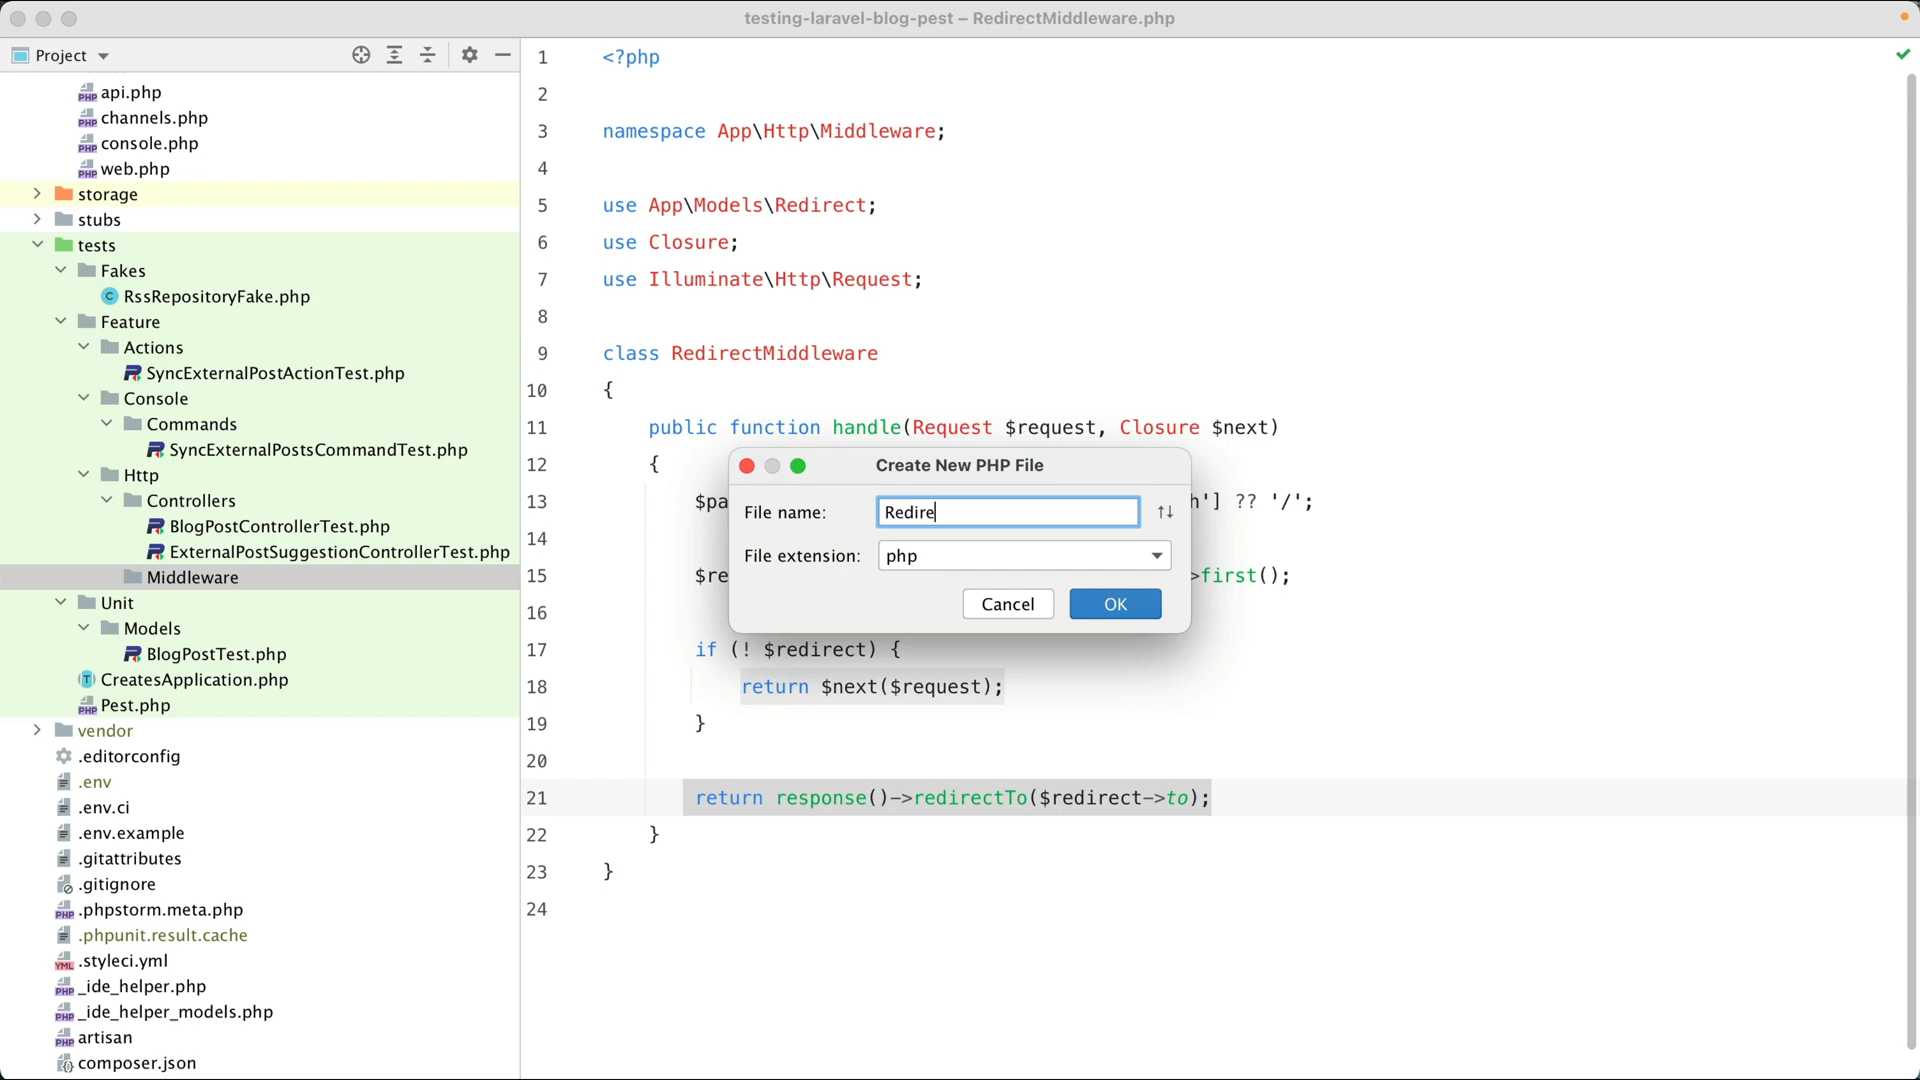 testing-laravel-blog-pest – RedirectMiddleware.php
Project
api.php
channels.php
console.php
web.php
storage
stubs
tests
Fakes
RssRepositoryFake.php
Feature
Actions
SyncExternalPostActionTest.php
Console
Commands
SyncExternalPostsCommandTest.php
Http
Controllers
BlogPostControllerTest.php
ExternalPostSuggestionControllerTest.php
Middleware
Unit
Models
BlogPostTest.php
CreatesApplication.php
Pest.php
vendor
.editorconfig
.env
.env.ci
.env.example
.gitattributes
.gitignore
.phpstorm.meta.php
.phpunit.result.cache
.styleci.yml
_ide_helper.php
_ide_helper_models.php
artisan
composer.json
1 <?php
2
3 namespace App\Http\Middleware;
4
5 use App\Models\Redirect;
6 use Closure;
7 use Illuminate\Http\Request;
8
9 class RedirectMiddleware
10 {
11 public function handle(Request $request, Closure $next)
12 {
13 $pa h'] ?? '/';
14
15 $re >first();
16
17 if (! $redirect) {
18 return $next($request);
19 }
20
21 return response()->redirectTo($redirect->to);
22 }
23 }
24
Create New PHP File
File name: Redire
File extension: php
Cancel OK